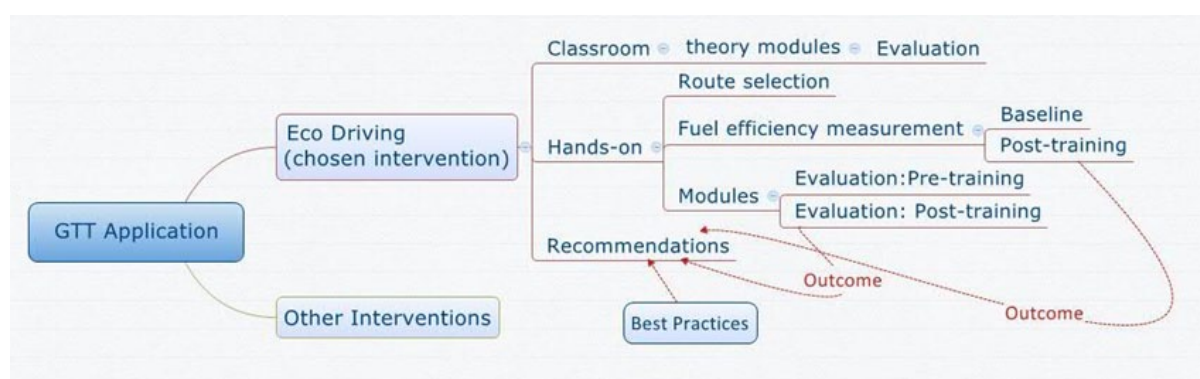 Classroom theory modules Evaluation
Route selection
Eco Driving
(chosen intervention)
Hands-on
Fuel efficiency measurement
Baseline
Post-training
Modules
Evaluation:Pre-training
Evaluation: Post-training
GTT Application
Recommendations
Outcome
Outcome
Other Interventions
Best Practices